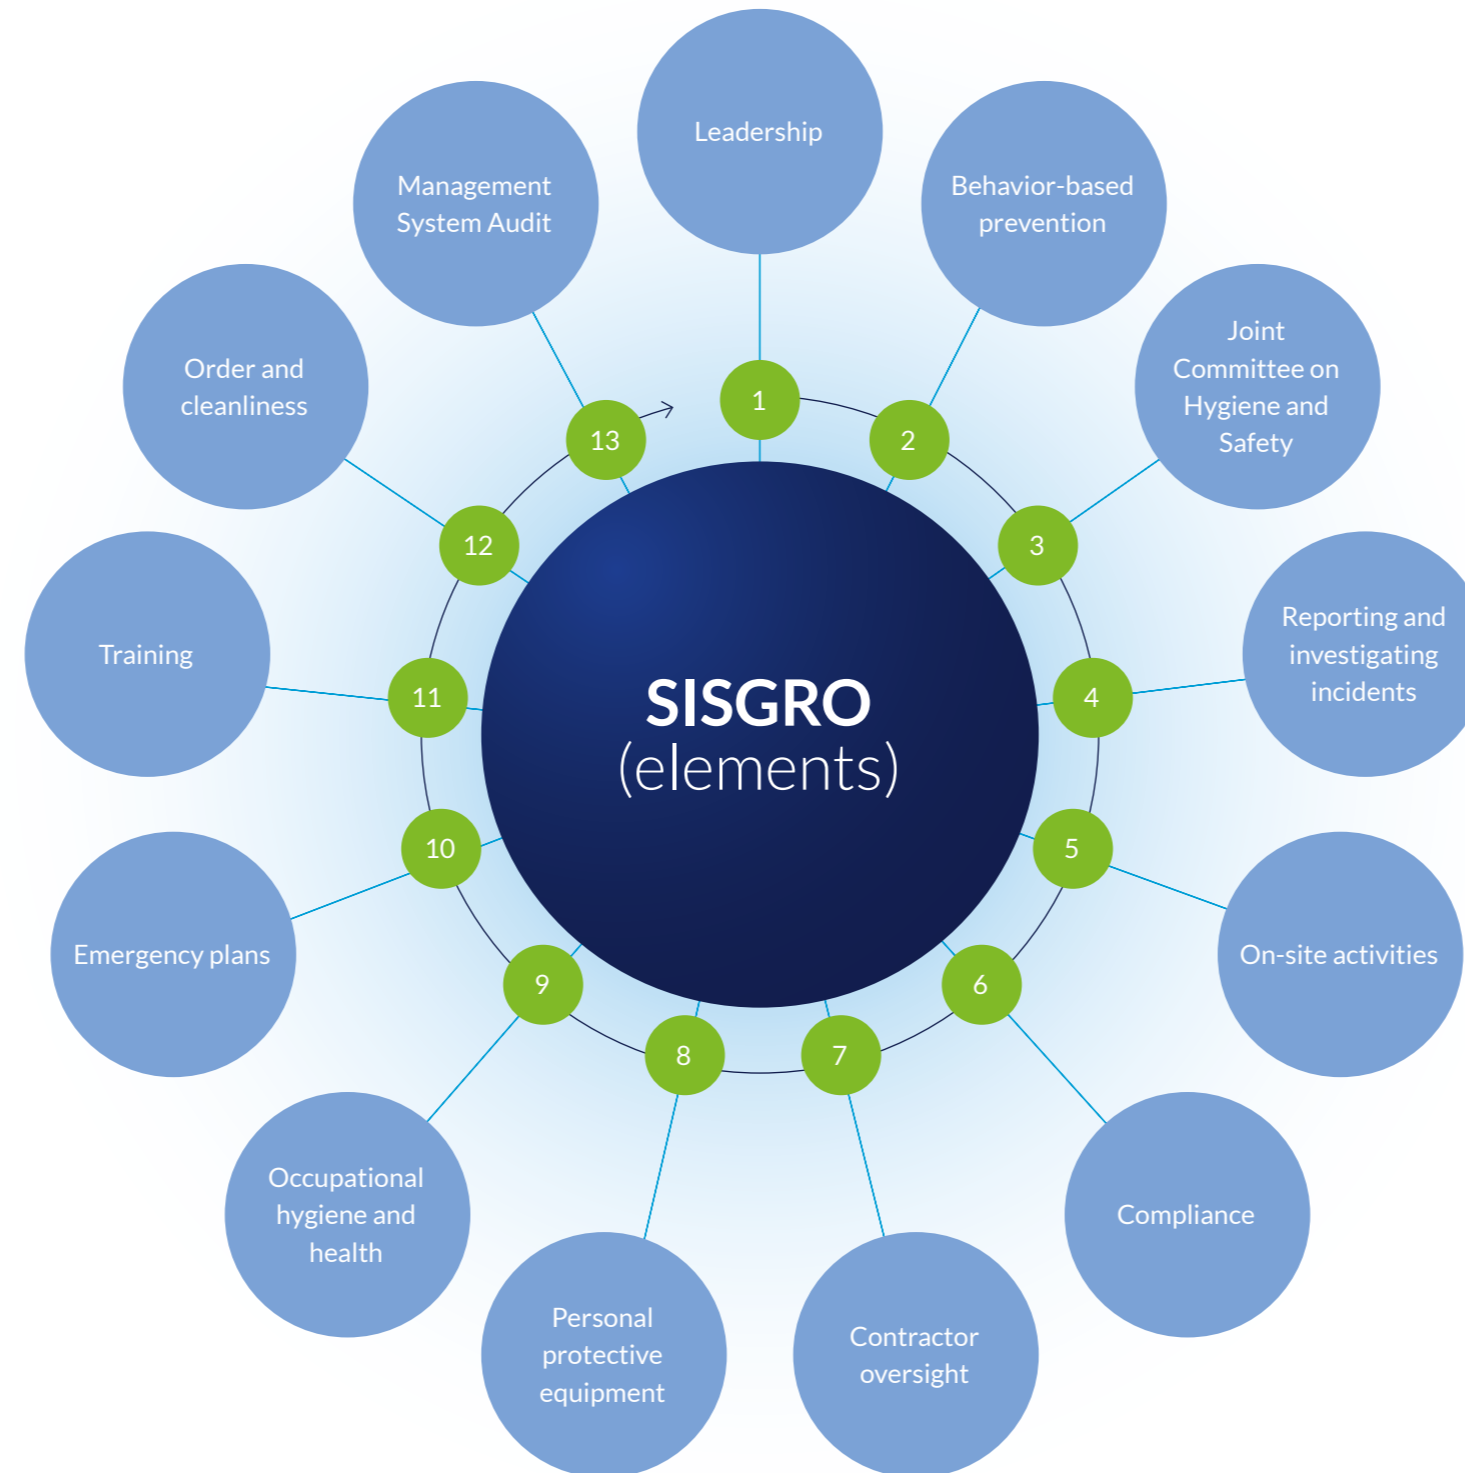 SISGRO
(elements)
1
Leadership
2
Behavior-based
prevention
3
Joint
Committee on
Hygiene and
Safety
4
Reporting and
investigating
incidents
5
On-site activities
6
Compliance
7
Contractor
oversight
8
Personal
protective
equipment
9
Occupational
hygiene and
health
10
Emergency plans
11
Training
12
Order and
cleanliness
13
Management
System Audit